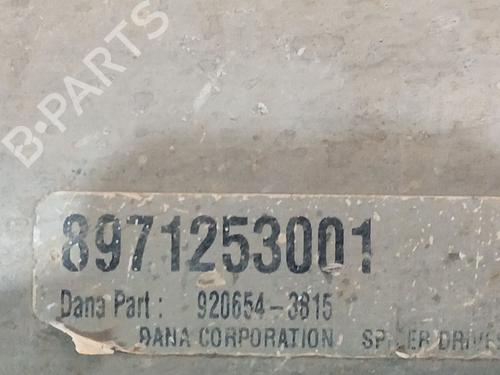 B-PARTS
8971253001
Dana Part : 920654-3815
DANA CORPORATION